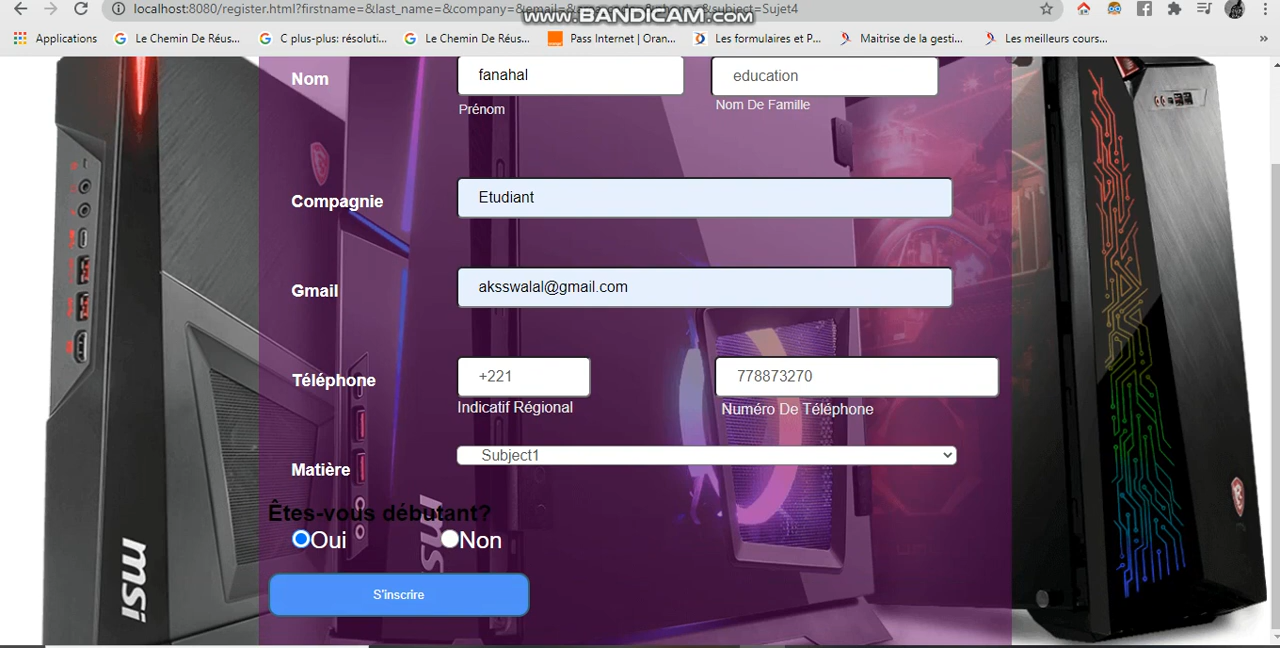 localhost:8080/register.html?firstname=&last_name=&company=&email=
subject=Sujet4
www.BANDICAM.com
Applications
Le Chemin De Réus...
C plus-plus: résoluti...
Le Chemin De Réus...
Pass Internet | Oran...
Les formulaires et P...
Maitrise de la gesti...
Les meilleurs cours...
»
Nom
fanahal
education
Prénom
Nom De Famille
Compagnie
Etudiant
Gmail
aksswalal@gmail.com
Téléphone
+221
778873270
Indicatif Régional
Numéro De Téléphone
Matière
Subject1
Êtes-vous débutant?
Oui
Non
S'inscrire
msi
msi